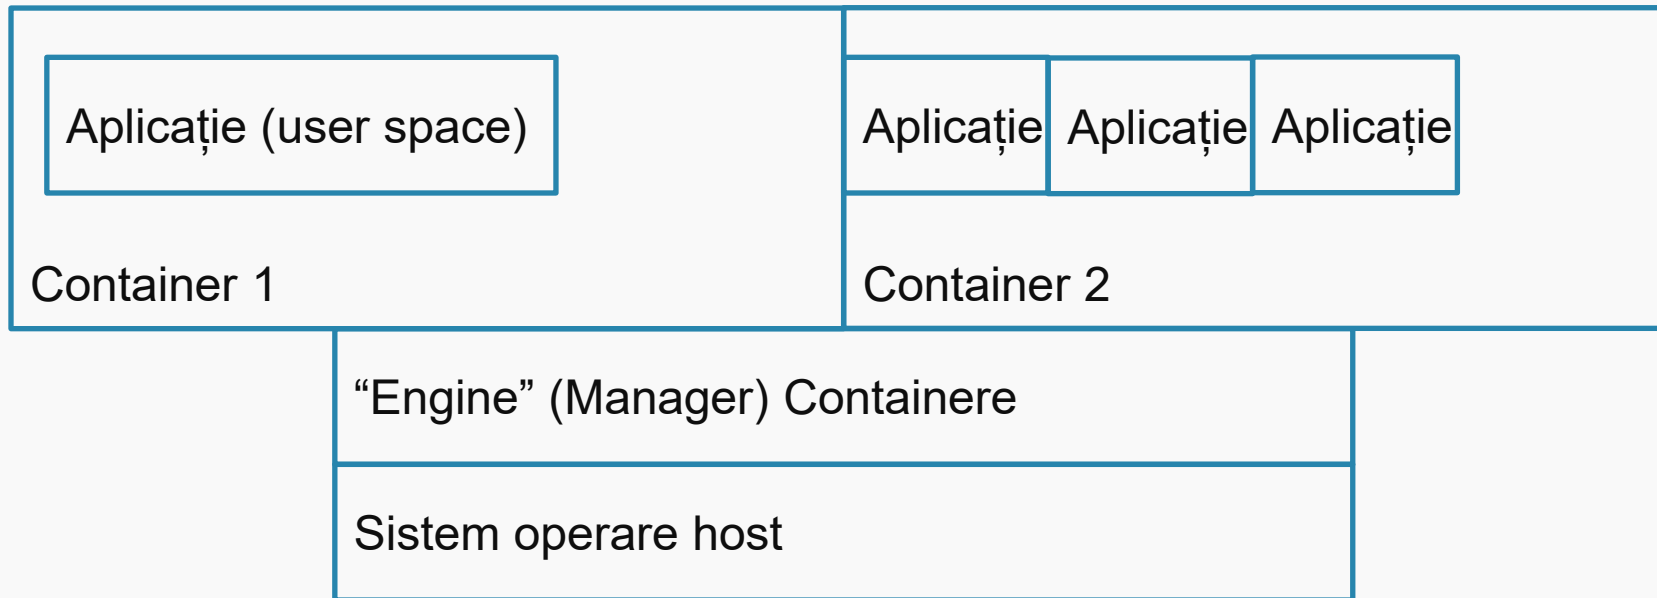 Aplicație (user space)
Aplicație
Aplicație
Aplicație
Container 1
Container 2
“Engine” (Manager) Containere
Sistem operare host